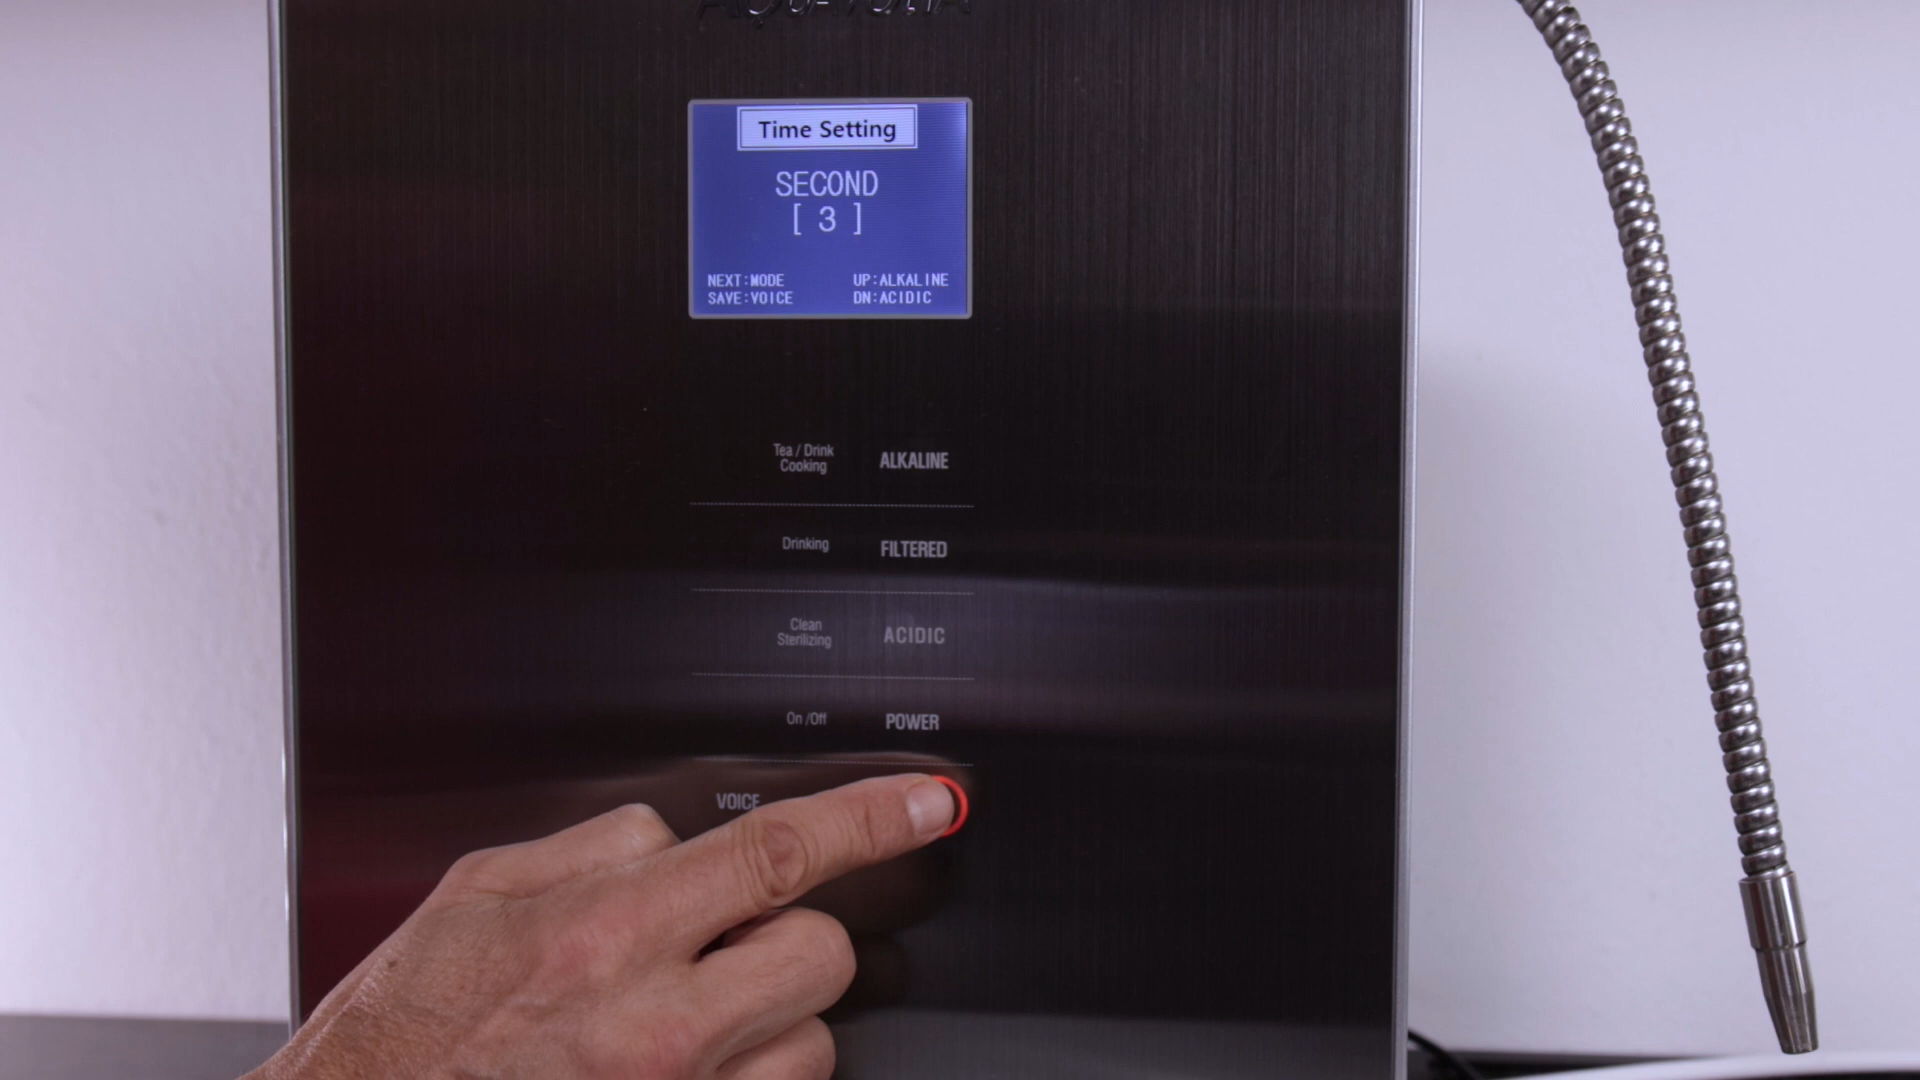 Time Setting
SECOND
[ 3 ]
NEXT:MODE UP:ALKALINE
SAVE:VOICE DN:ACIDIC
Tea / Drink
Cooking
ALKALINE
Drinking
FILTERED
Clean
Sterilizing
ACIDIC
On /Off
POWER
VOICE